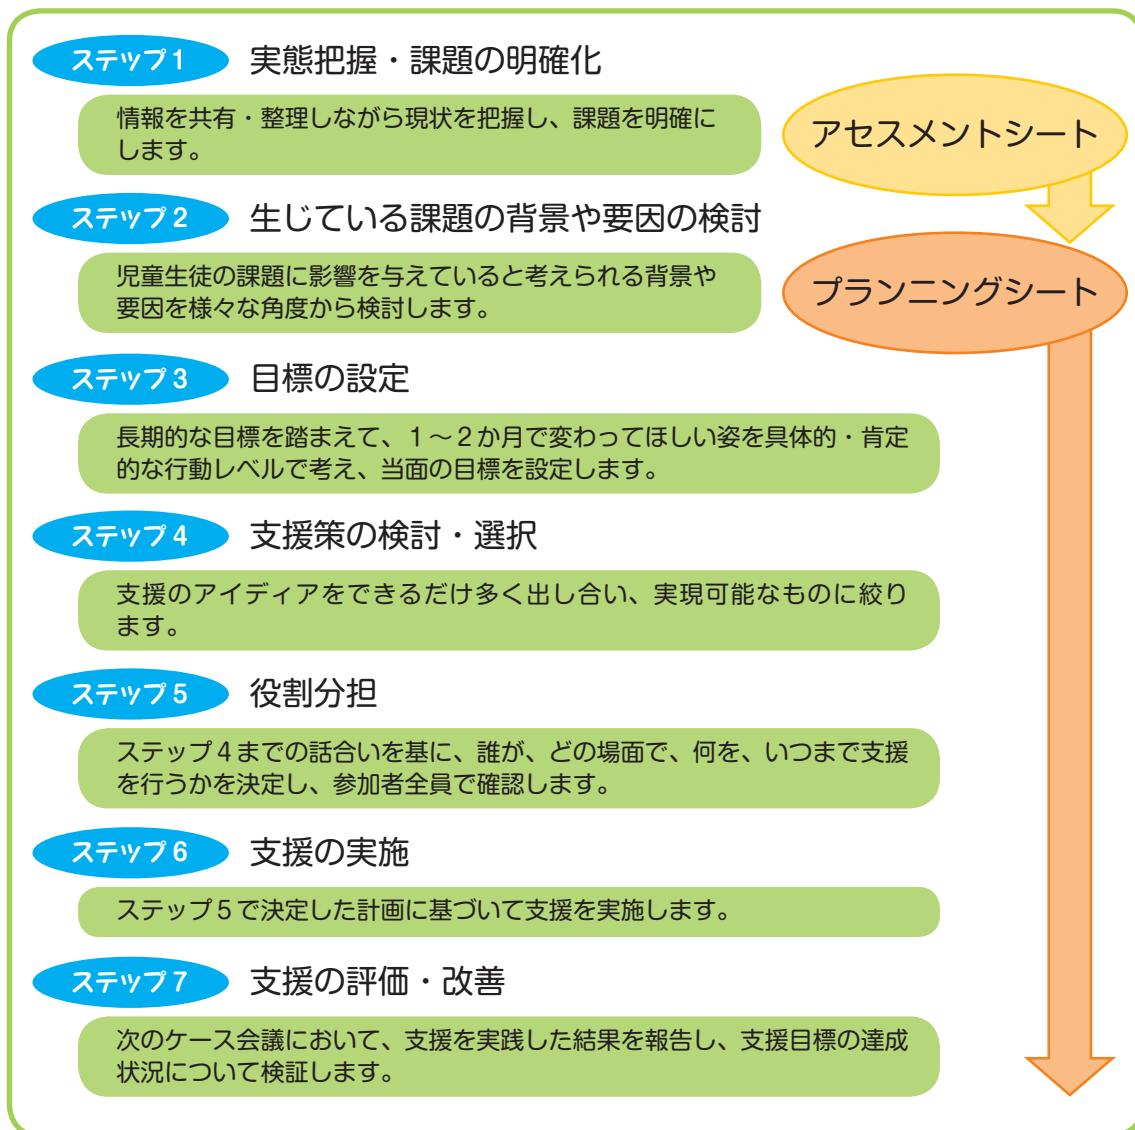 ステップ1 実態把握・課題の明確化
情報を共有・整理しながら現状を把握し、課題を明確に
します。
アセスメントシート
ステップ2 生じている課題の背景や要因の検討
児童生徒の課題に影響を与えていると考えられる背景や
要因を様々な角度から検討します。
プランニングシート
ステップ3 目標の設定
長期的な目標を踏まえて、1～2か月で変わってほしい姿を具体的・肯定
的な行動レベルで考え、当面の目標を設定します。
ステップ4 支援策の検討・選択
支援のアイディアをできるだけ多く出し合い、実現可能なものに絞り
ます。
ステップ5 役割分担
ステップ4までの話合いを基に、誰が、どの場面で、何を、いつまで支援
を行うかを決定し、参加者全員で確認します。
ステップ6 支援の実施
ステップ5で決定した計画に基づいて支援を実施します。
ステップ7 支援の評価・改善
次のケース会議において、支援を実践した結果を報告し、支援目標の達成
状況について検証します。